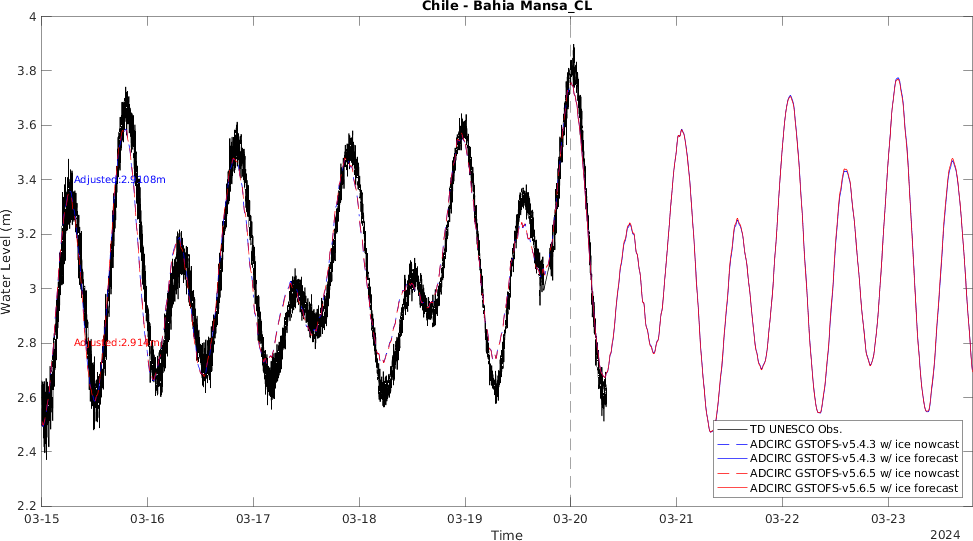 Chile - Bahia Mansa_CL
Water Level (m)
4
3.8
3.6
3.4
3.2
3
2.8
2.6
2.4
2.2
Adjusted:2.9108m
Adjusted:2.914
03-15
03-16
03-17
03-18
03-19
03-20
03-21
03-22
03-23
Time
2024
TD UNESCO Obs.
ADCIRC GSTOFS-v5.4.3 w/ ice nowcast
ADCIRC GSTOFS-v5.4.3 w/ ice forecast
ADCIRC GSTOFS-v5.6.5 w/ ice nowcast
ADCIRC GSTOFS-v5.6.5 w/ ice forecast